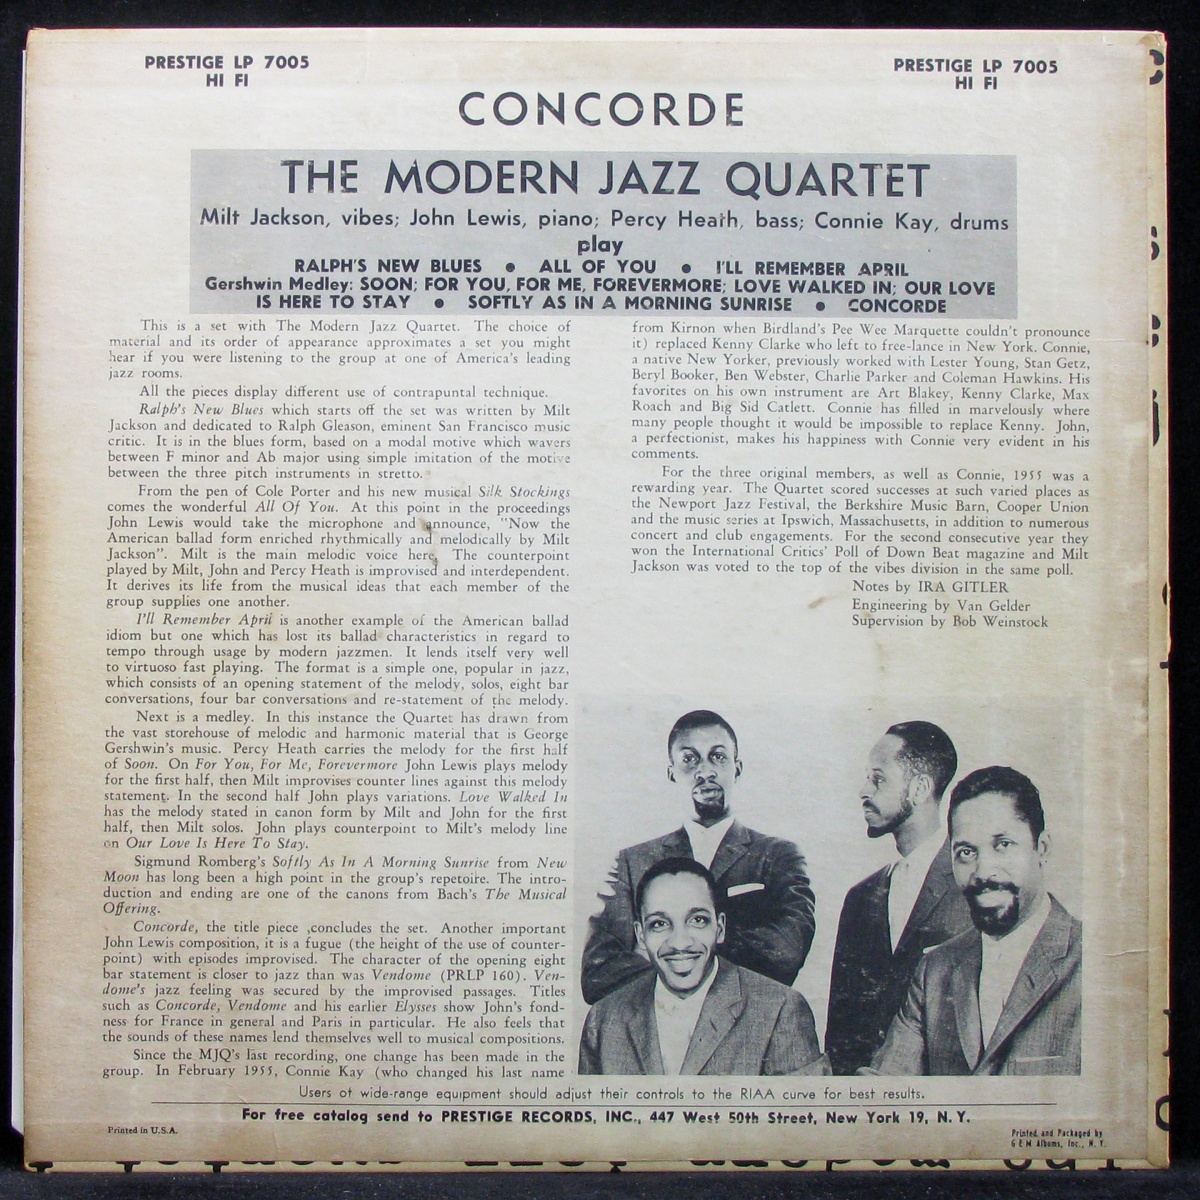 PRESTIGE LP 7005
HI FI
PRESTIGE LP 7005
HI FI
CONCORDE
THE MODERN JAZZ QUARTET
Milt Jackson, vibes; John Lewis, piano; Percy Heath, bass; Connie Kay, drums
play
RALPH'S NEW BLUES • ALL OF YOU • I'LL REMEMBER APRIL
Gershwin Medley: SOON; FOR YOU, FOR ME, FOREVERMORE; LOVE WALKED IN; OUR LOVE
IS HERE TO STAY • SOFTLY AS IN A MORNING SUNRISE • CONCORDE
This is a set with The Modern Jazz Quartet. The choice of
material and its order of appearance approximates a set you might
hear if you were listening to the group at one of America's leading
jazz rooms.
All the pieces display different use of contrapuntal technique.
Ralph's New Blues which starts off the set was written by Milt
Jackson and dedicated to Ralph Gleason, eminent San Francisco music
critic. It is in the blues form, based on a modal motive which wavers
between F minor and Ab major using simple imitation of the motive
between the three pitch instruments in stretto.
From the pen of Cole Porter and his new musical Silk Stockings
comes the wonderful All Of You. At this point in the proceedings
John Lewis would take the microphone and announce, "Now the
American ballad form enriched rhythmically and melodically by Milt
Jackson". Milt is the main melodic voice here. The counterpoint
played by Milt, John and Percy Heath is improvised and interdependent.
It derives its life from the musical ideas that each member of the
group supplies one another.
I'll Remember April is another example of the American ballad
idiom but one which has lost its ballad characteristics in regard to
tempo through usage by modern jazzmen. It lends itself very well
to virtuoso fast playing. The format is a simple one, popular in jazz,
which consists of an opening statement of the melody, solos, eight bar
conversations, four bar conversations and re-statement of the melody.
Next is a medley. In this instance the Quartet has drawn from
the vast storehouse of melodic and harmonic material that is George
Gershwin's music. Percy Heath carries the melody for the first half
of Soon. On For You, For Me, Forevermore John Lewis plays melody
for the first half, then Milt improvises counter lines against this melody
statement. In the second half John plays variations. Love Walked In
has the melody stated in canon form by Milt and John for the first
half, then Milt solos. John plays counterpoint to Milt's melody line
on Our Love Is Here To Stay.
Sigmund Romberg's Softly As In A Morning Sunrise from New
Moon has long been a high point in the group's repetoire. The intro-
duction and ending are one of the canons from Bach's The Musical
Offering.
Concorde, the title piece ,concludes the set. Another important
John Lewis composition, it is a fugue (the height of the use of counter-
point) with episodes improvised. The character of the opening eight
bar statement is closer to jazz than was Vendome (PRLP 160). Ven-
dome's jazz feeling was secured by the improvised passages. Titles
such as Concorde, Vendome and his earlier Elysses show John's fond-
ness for France in general and Paris in particular. He also feels that
the sounds of these names lend themselves well to musical compositions.
Since the MJQ's last recording, one change has been made in the
group. In February 1955, Connie Kay (who changed his last name
from Kirnon when Birdland's Pee Wee Marquette couldn't pronounce
it) replaced Kenny Clarke who left to free-lance in New York. Connie,
a native New Yorker, previously worked with Lester Young, Stan Getz,
Beryl Booker, Ben Webster, Charlie Parker and Coleman Hawkins. His
favorites on his own instrument are Art Blakey, Kenny Clarke, Max
Roach and Big Sid Catlett. Connie has filled in marvelously where
many people thought it would be impossible to replace Kenny. John,
a perfectionist, makes his happiness with Connie very evident in his
comments.
For the three original members, as well as Connie, 1955 was a
rewarding year. The Quartet scored successes at such varied places as
the Newport Jazz Festival, the Berkshire Music Barn, Cooper Union
and the music series at Ipswich, Massachusetts, in addition to numerous
concert and club engagements. For the second consecutive year they
won the International Critics' Poll of Down Beat magazine and Milt
Jackson was voted to the top of the vibes division in the same poll.
Notes by IRA GITLER
Engineering by Van Gelder
Supervision by Bob Weinstock
Users of wide-range equipment should adjust their controls to the RIAA curve for best results.
For free catalog send to PRESTIGE RECORDS, INC., 447 West 50th Street, New York 19, N. Y.
Printed in U.S.A.
Printed and Packaged by
G E M Albums, Inc., N. Y.